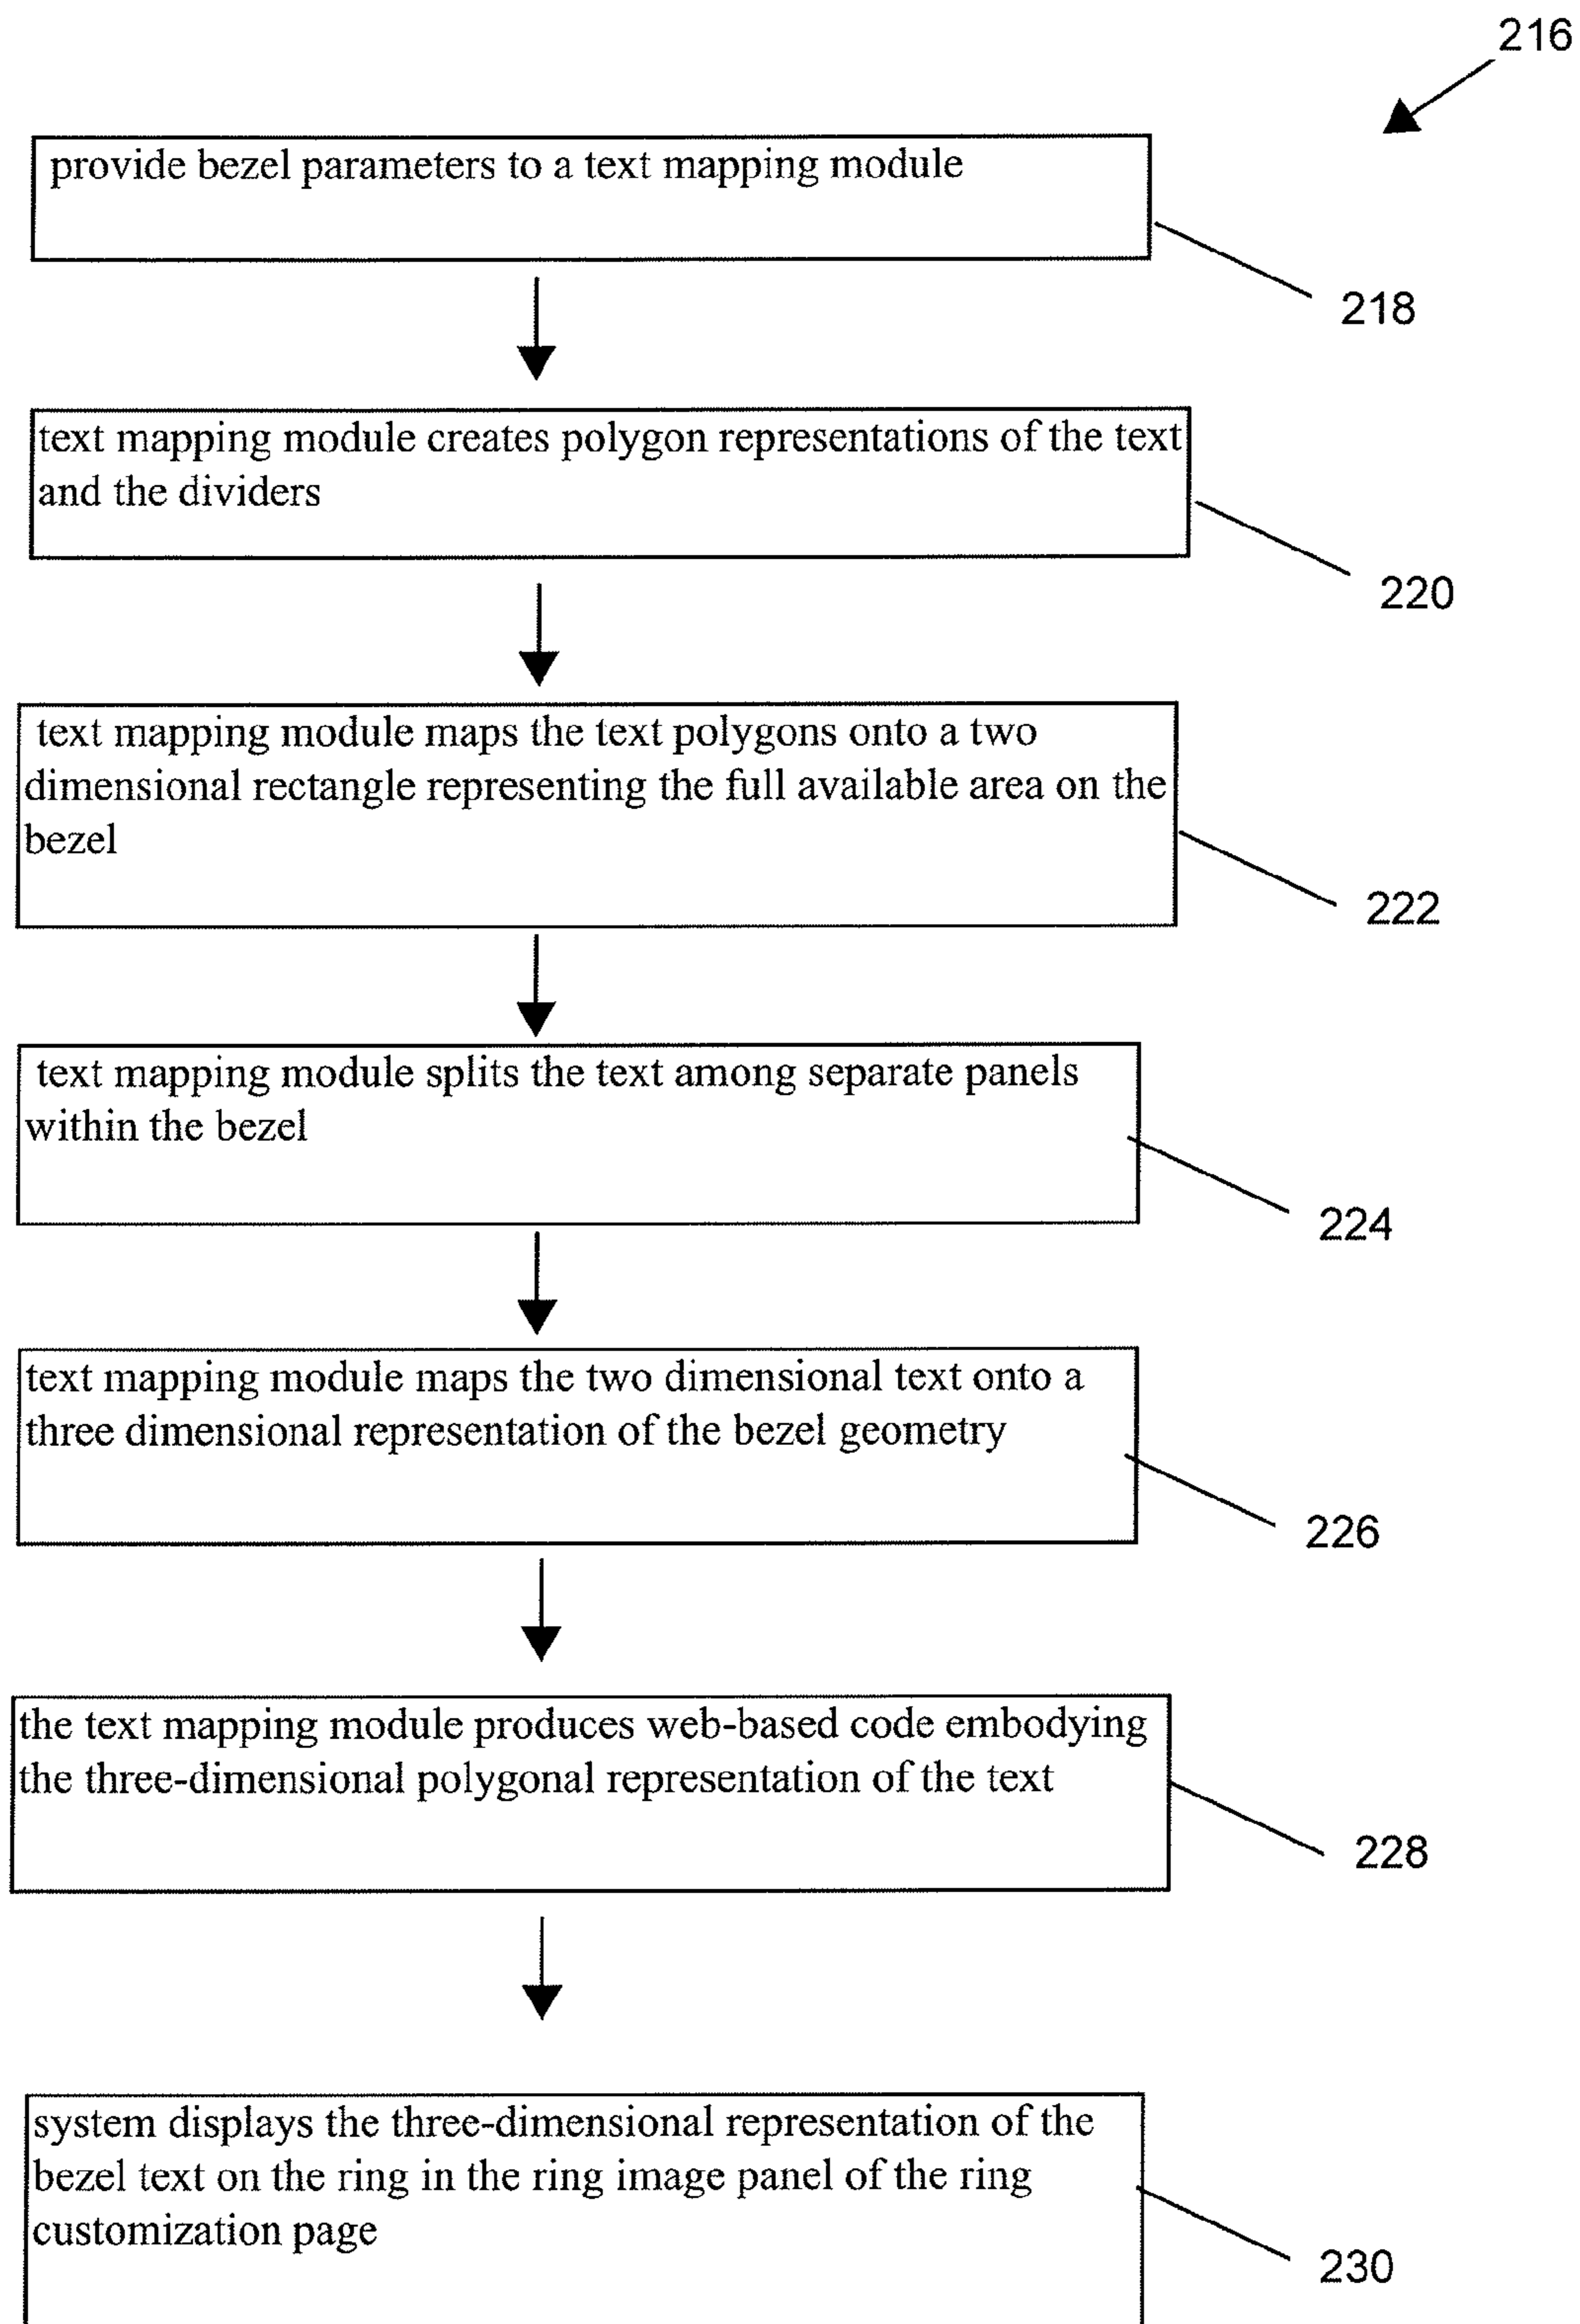 216
provide bezel parameters to a text mapping module
218
text mapping module creates polygon representations of the text
and the dividers
220
text mapping module maps the text polygons onto a two
dimensional rectangle representing the full available area on the
bezel
222
text mapping module splits the text among separate panels
within the bezel
224
text mapping module maps the two dimensional text onto a
three dimensional representation of the bezel geometry
226
the text mapping module produces web-based code embodying
the three-dimensional polygonal representation of the text
228
system displays the three-dimensional representation of the
bezel text on the ring in the ring image panel of the ring
customization page
230